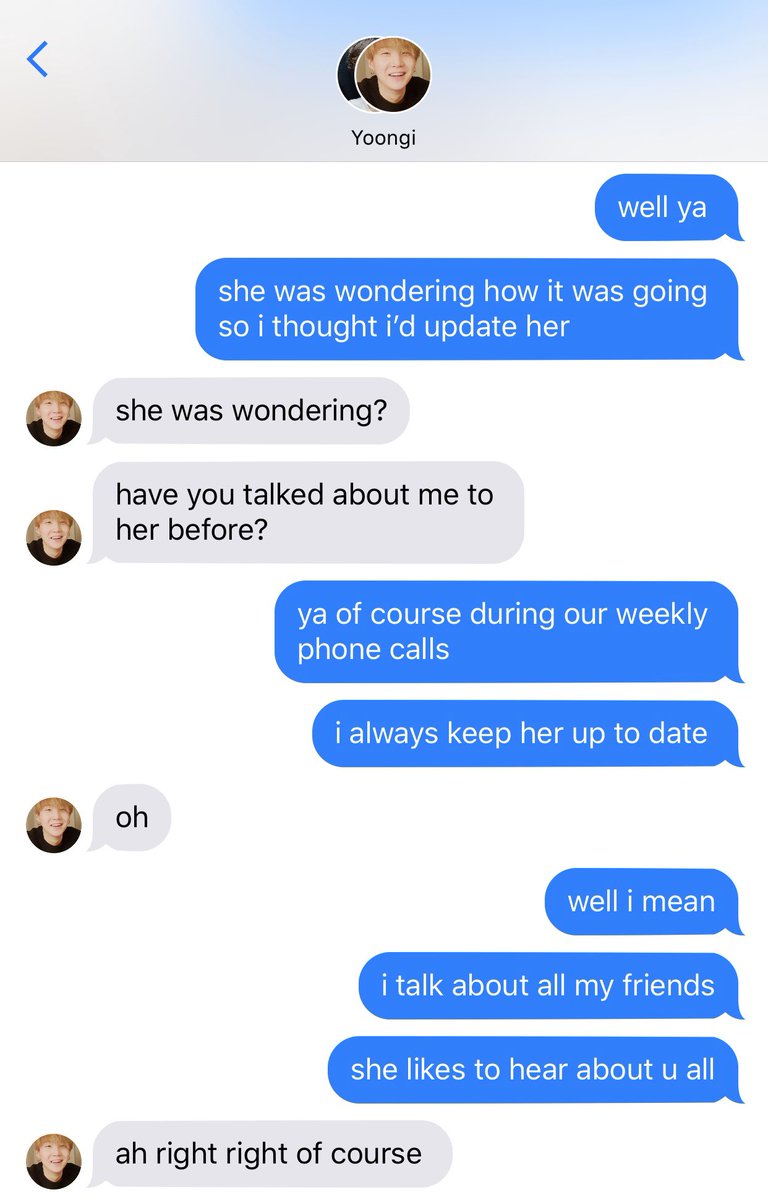 Yoongi
well ya
she was wondering how it was going
so i thought i’d update her
she was wondering?
have you talked about me to
her before?
ya of course during our weekly
phone calls
i always keep her up to date
oh
well i mean
i talk about all my friends
she likes to hear about u all
ah right right of course